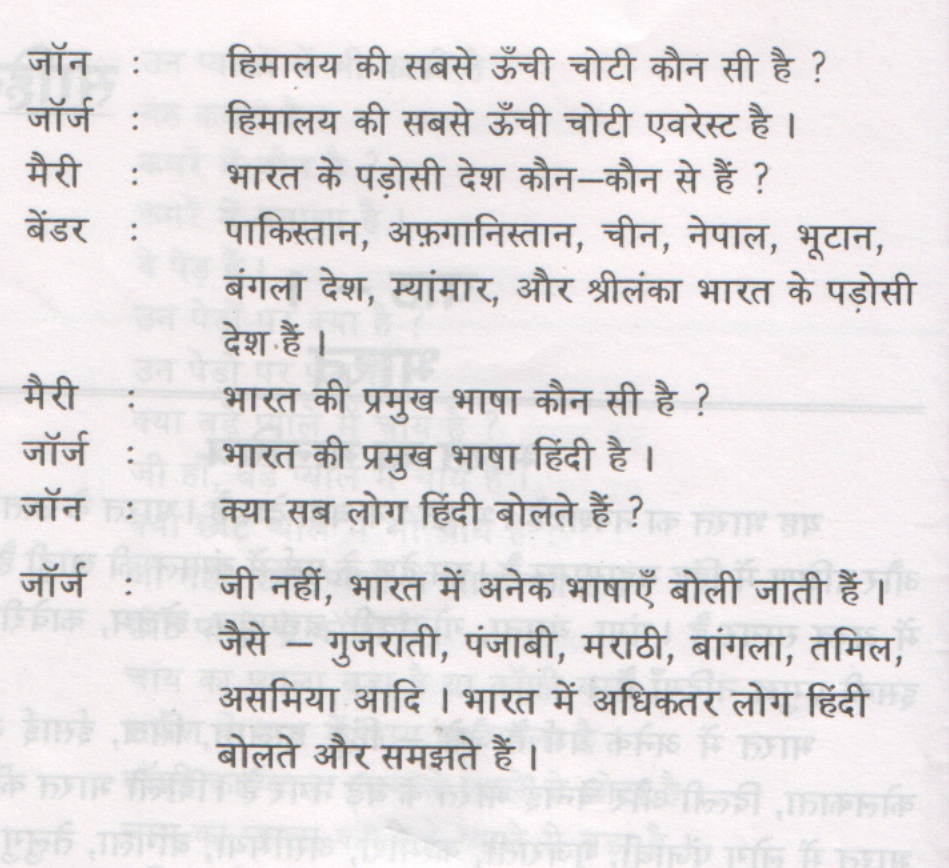 जॉन : हिमालय की सबसे ऊँची चोटी कौन सी है ?
जॉर्ज : हिमालय की सबसे ऊँची चोटी एवरेस्ट है ।
मैरी : भारत के पड़ोसी देश कौन–कौन से हैं ?
बेंडर : पाकिस्तान, अफ़गानिस्तान, चीन, नेपाल, भूटान,
बंगला देश, म्यांमार, और श्रीलंका भारत के पड़ोसी
देश हैं ।
मैरी : भारत की प्रमुख भाषा कौन सी है ?
जॉर्ज : भारत की प्रमुख भाषा हिंदी है ।
जॉन : क्या सब लोग हिंदी बोलते हैं ?
जॉर्ज : जी नहीं, भारत में अनेक भाषाएँ बोली जाती हैं ।
जैसे – गुजराती, पंजाबी, मराठी, बांगला, तमिल,
असमिया आदि । भारत में अधिकतर लोग हिंदी
बोलते और समझते हैं ।